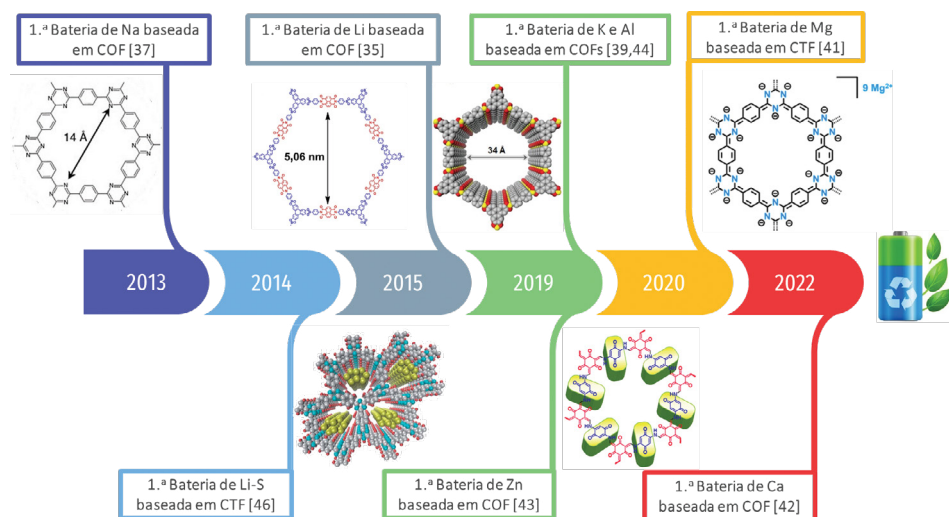 1.ª Bateria de Na baseada
em COF [37]
1.ª Bateria de Li baseada
em COF [35]
1.ª Bateria de K e Al
baseada em COFs [39,44]
1.ª Bateria de Mg
baseada em CTF [41]
14 Å
5,06 nm
34 Å
9 Mg²⁺
2013
2014
2015
2019
2020
2022
1.ª Bateria de Li-S
baseada em CTF [46]
1.ª Bateria de Zn
baseada em COF [43]
1.ª Bateria de Ca
baseada em COF [42]